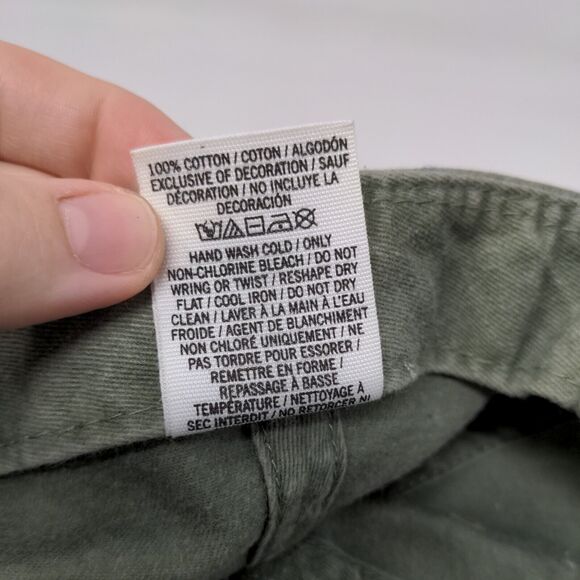 100% COTTON / COTON / ALGODÓN
EXCLUSIVE OF DECORATION / SAUF
DÉCORATION / NO INCLUYE LA
DECORACIÓN
HAND WASH COLD / ONLY
NON-CHLORINE BLEACH / DO NOT
WRING OR TWIST / RESHAPE DRY
FLAT / COOL IRON / DO NOT DRY
CLEAN / LAVER À LA MAIN À L'EAU
FROIDE / AGENT DE BLANCHIMENT
NON CHLORÉ UNIQUEMENT / NE
PAS TORDRE POUR ESSORER /
REMETTRE EN FORME /
REPASSAGE À BASSE
TEMPÉRATURE / NETTOYAGE À
SEC INTERDIT / NO RETORCER NI